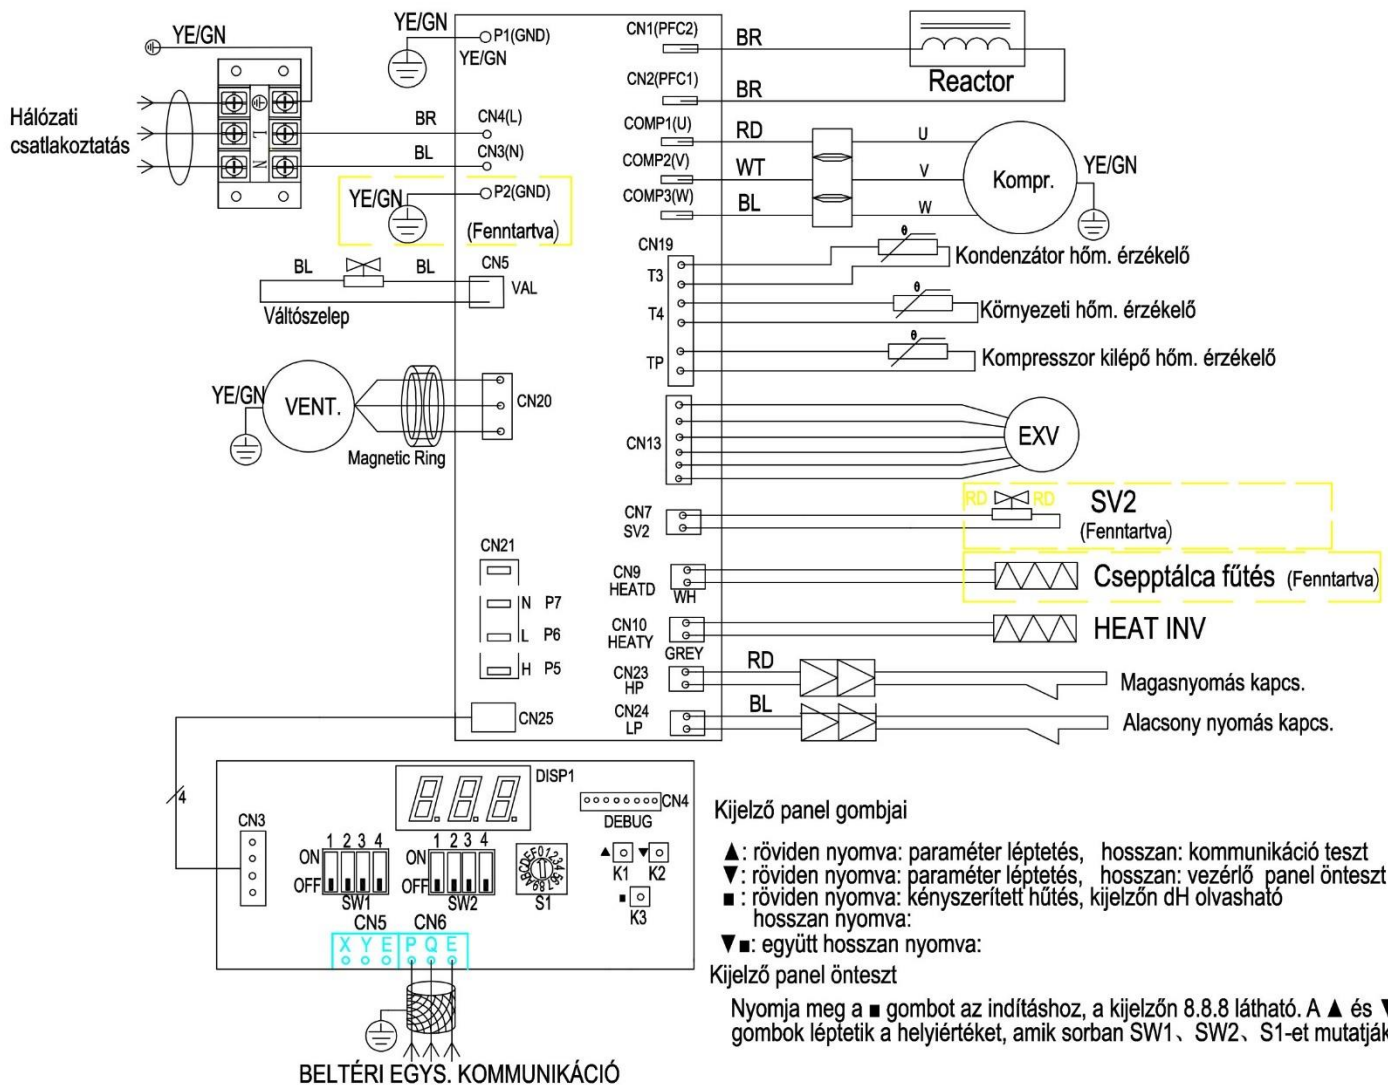 YE/GN
Hálózati
csatlakoztatás
L
N
YE/GN
P1(GND)
YE/GN
BR
CN4(L)
BL
CN3(N)
YE/GN
P2(GND)
(Fenntartva)
BL
BL
CN5
VAL
Váltószelep
YE/GN
VENT.
CN20
Magnetic Ring
CN21
N P7
L P6
H P5
CN25
CN1(PFC2)
BR
Reactor
CN2(PFC1)
BR
COMP1(U)
RD
U
COMP2(V)
WT
V
COMP3(W)
BL
W
Kompr.
YE/GN
CN19
T3
θ
Kondenzátor hőm. érzékelő
T4
θ
Környezeti hőm. érzékelő
TP
θ
Kompresszor kilépő hőm. érzékelő
CN13
EXV
CN7
SV2
RD
RD
SV2
(Fenntartva)
CN9
HEATD
WH
Csepptálca fűtés (Fenntartva)
CN10
HEATY
GREY
HEAT INV
CN23
HP
RD
Magasnyomás kapcs.
CN24
LP
BL
Alacsony nyomás kapcs.
4
CN3
8.8.8.
DISP1
CN4
DEBUG
1 2 3 4
ON
OFF
SW1
1 2 3 4
ON
OFF
SW2
0123456789ABCDEF
S1
▲
K1
▼
K2
■
K3
CN5
CN6
X Y E P Q E
BELTÉRI EGYS. KOMMUNIKÁCIÓ
Kijelző panel gombjai
▲: röviden nyomva: paraméter léptetés, hosszan: kommunikáció teszt
▼: röviden nyomva: paraméter léptetés, hosszan: vezérlő panel önteszt
■: röviden nyomva: kényszerített hűtés, kijelzőn dH olvasható
hosszan nyomva:
▼■: együtt hosszan nyomva:
Kijelző panel önteszt
Nyomja meg a ■ gombot az indításhoz, a kijelzőn 8.8.8 látható. A ▲ és ▼
gombok léptetik a helyiértéket, amik sorban SW1、SW2、S1-et mutatják